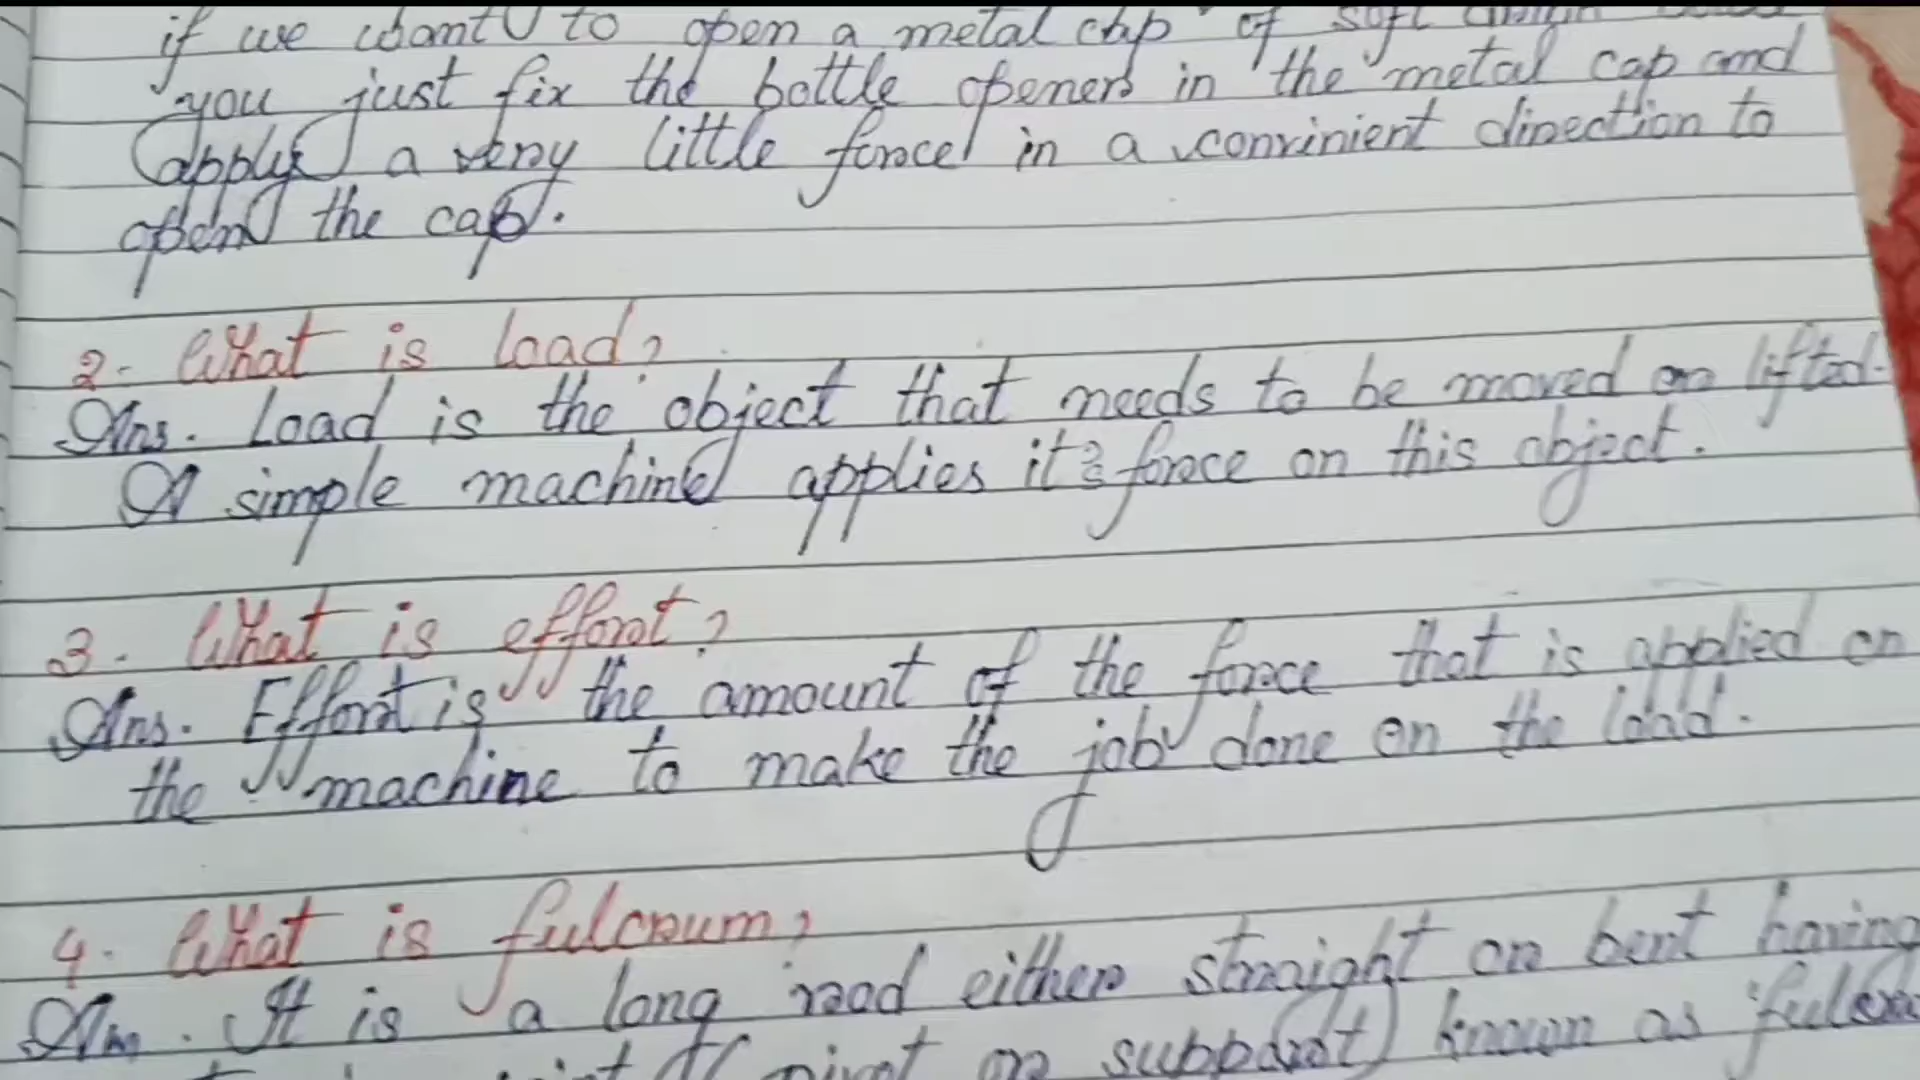 if we want to open a metal cap of soft
you just fix the bottle openers in the metal cap and
apply a very little force in a convinient direction to
open the cap.
2. What is load?
Ans. Load is the object that needs to be moved or lifted.
A simple machine applies its force on this object.
3. What is effort?
Ans. Effort is the amount of the force that is applied on
the machine to make the job done on the load.
4. What is fulcrum?
Ans. It is a long rod either straight or bent having
pivot or support) known as